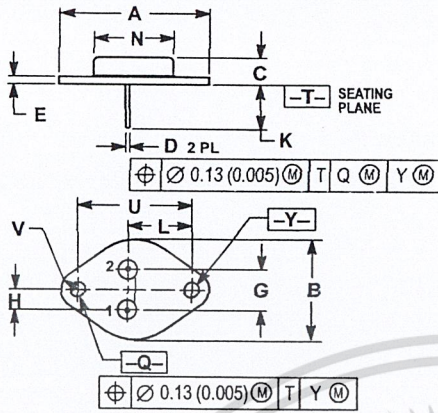 A
N
C
E
–T– SEATING PLANE
K
D 2 PL
⌖ ∅ 0.13 (0.005) Ⓜ T Q Ⓜ Y Ⓜ
U
L
–Y–
V
2
H
G
B
1
–Q–
⌖ ∅ 0.13 (0.005) Ⓜ T Y Ⓜ